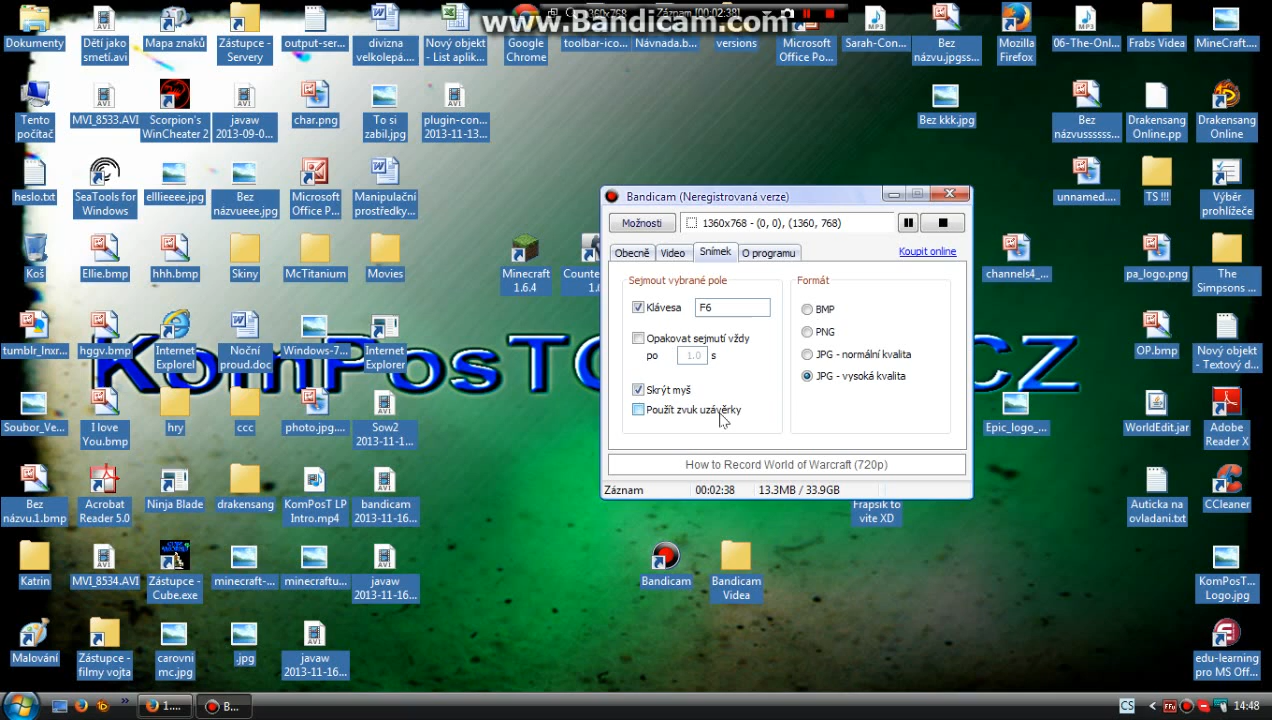 www.Bandicam.com
Záznam [00:02:38]
Dokumenty
Děti jako
smetí.avi
Mapa znaků
Zástupce -
Servery
output-ser...
divizna
velkolepá....
Nový objekt
- List aplik...
Google
Chrome
toolbar-ico...
Návnada.b...
versions
Microsoft
Office Po...
Sarah-Con...
Bez
názvu.jpgss...
Mozilla
Firefox
06-The-Onl...
Frabs Videa
MineCraft....
Tento
počítač
MVI_8533.AVI
Scorpion's
WinCheater 2
javaw
2013-09-0...
char.png
To si
zabil.jpg
plugin-con...
2013-11-13...
Bez kkk.jpg
Bez
názvussssss...
Drakensang
Online.pp
Drakensang
Online
heslo.txt
SeaTools for
Windows
elllieeee.jpg
Bez
názvueee.jpg
Microsoft
Office P...
Manipulační
prostředky...
unnamed....
TS !!!
Výběr
prohlížeče
Koš
Ellie.bmp
hhh.bmp
Skiny
McTitanium
Movies
Minecraft
1.6.4
channels4_...
pa_logo.png
The
Simpsons ...
tumblr_lnxr...
hggv.bmp
Internet
Explorel
Noční
proud.doc
Windows-7...
Internet
Explorer
OP.bmp
Nový objekt
- Textový d...
Soubor_Ve...
I love
You.bmp
hry
ccc
photo.jpg....
Sow2
2013-11-1...
Epic_logo_...
WorldEdit.jar
Adobe
Reader X
Bez
názvu.1.bmp
Acrobat
Reader 5.0
Ninja Blade
drakensang
KomPosT LP
Intro.mp4
bandicam
2013-11-16...
Frapsik to
vite XD
Auticka na
ovladani.txt
CCleaner
Katrin
MVI_8534.AVI
Zástupce -
Cube.exe
minecraft-...
minecraftu...
javaw
2013-11-16...
Bandicam
Bandicam
Videa
KomPosT...
Logo.jpg
Malování
Zástupce -
filmy vojta
carovni
mc.jpg
.jpg
javaw
2013-11-16...
edu-learning
pro MS Off...
Bandicam (Neregistrovaná verze)
Možnosti
1360x768 - (0, 0), (1360, 768)
Obecně
Video
Snímek
O programu
Koupit online
Sejmout vybrané pole
Klávesa
F6
Opakovat sejmutí vždy
po 1.0 s
Skrýt myš
Použít zvuk uzávěrky
Formát
BMP
PNG
JPG - normální kvalita
JPG - vysoká kvalita
How to Record World of Warcraft (720p)
Záznam
00:02:38
13.3MB / 33.9GB
1....
B...
CS
14:48